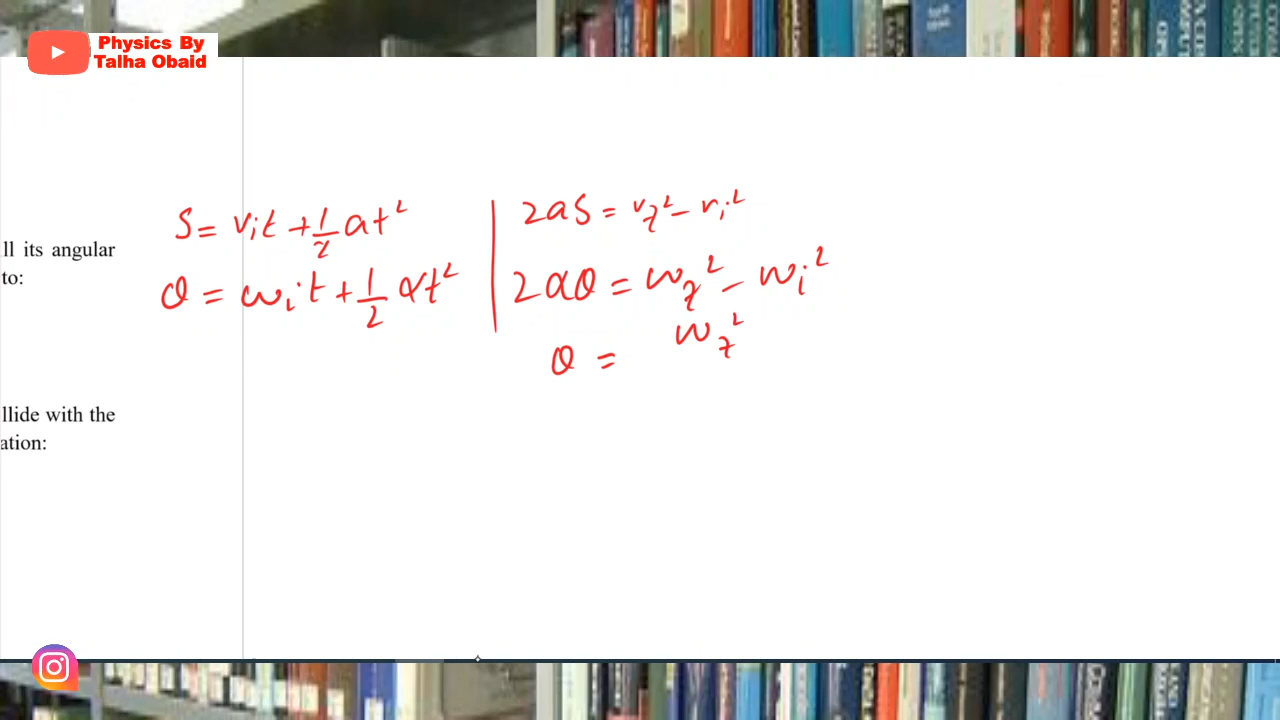 Physics By
Talha Obaid
S = vit + 1/2 at²
θ = ωit + 1/2 αt²
2aS = vf² - vi²
2αθ = ωf² - ωi²
ωf²
θ =
ll its angular
to:
llide with the
ation: